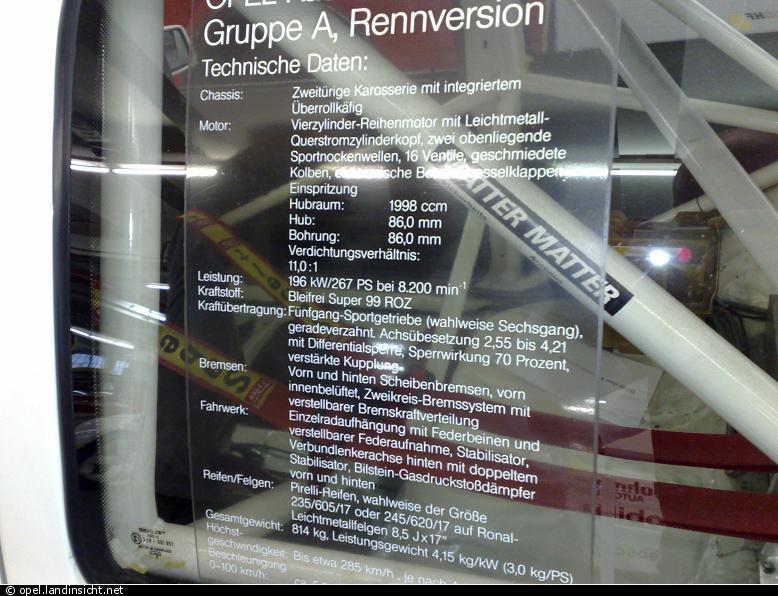 Gruppe A, Rennversion
Technische Daten:
Chassis: Zweitürige Karosserie mit integriertem
Überrollkäfig
Motor: Vierzylinder-Reihenmotor mit Leichtmetall-
Querstromzylinderkopf, zwei obenliegende
Sportnockenwellen, 16 Ventile, geschmiedete
Kolben,
Einspritzung
Hubraum: 1998 ccm
Hub: 86,0 mm
Bohrung: 86,0 mm
Verdichtungsverhältnis:
11,0:1
Leistung: 196 kW/267 PS bei 8.200 min-1
Kraftstoff: Bleifrei Super 99 ROZ
Kraftübertragung: Fünfgang-Sportgetriebe (wahlweise Sechsgang),
geradeverzahnt. Achsübesetzung 2,55 bis 4,21
mit Differentialsperre, Sperrwirkung 70 Prozent,
verstärkte Kupplung
Bremsen: Vorn und hinten Scheibenbremsen, vorn
innenbelüftet, Zweikreis-Bremssystem mit
verstellbarer Bremskraftverteilung
Fahrwerk: Einzelradaufhängung mit Federbeinen und
verstellbarer Federaufnahme, Stabilisator,
Verbundlenkerachse hinten mit doppeltem
Stabilisator, Bilstein-Gasdruckstoßdämpfer
vorn und hinten
Reifen/Felgen: Pirelli-Reifen, wahlweise der Größe
235/605/17 oder 245/620/17 auf Ronal-
Leichtmetallfelgen 8,5 Jx17"
Gesamtgewicht: 814 kg, Leistungsgewicht 4,15 kg/kW (3,0 kg/PS)
Höchst-
geschwindigkeit: Bis etwa 285 km/h, je nach
Beschleunigung
0-100 km/h:
MATTER MATTER
© opel.landinsicht.net